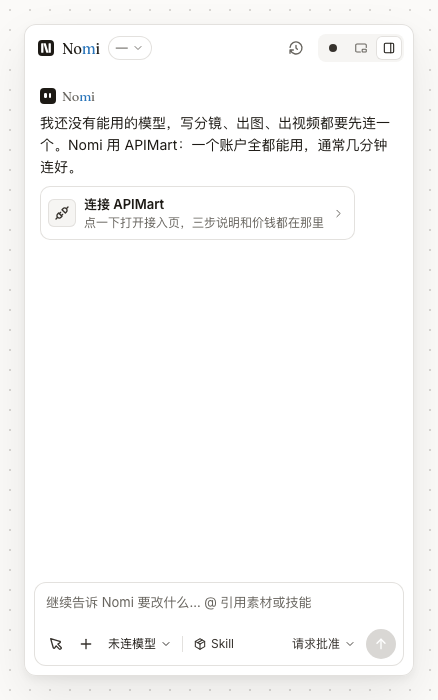 Nomi
Nomi
我还没有能用的模型，写分镜、出图、出视频都要先连一
个。Nomi 用 APIMart：一个账户全都能用，通常几分钟
连好。
连接 APIMart
点一下打开接入页，三步说明和价钱都在那里
继续告诉 Nomi 要改什么... @ 引用素材或技能
未连模型
Skill
请求批准